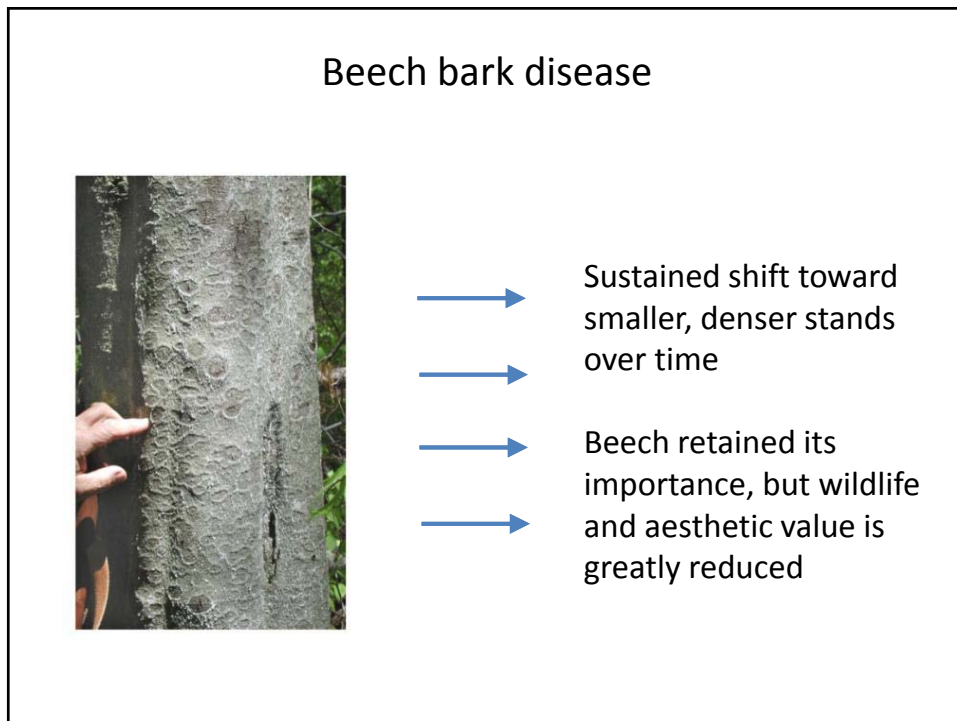 Beech bark disease
Sustained shift toward
smaller, denser stands
over time
Beech retained its
importance, but wildlife
and aesthetic value is
greatly reduced